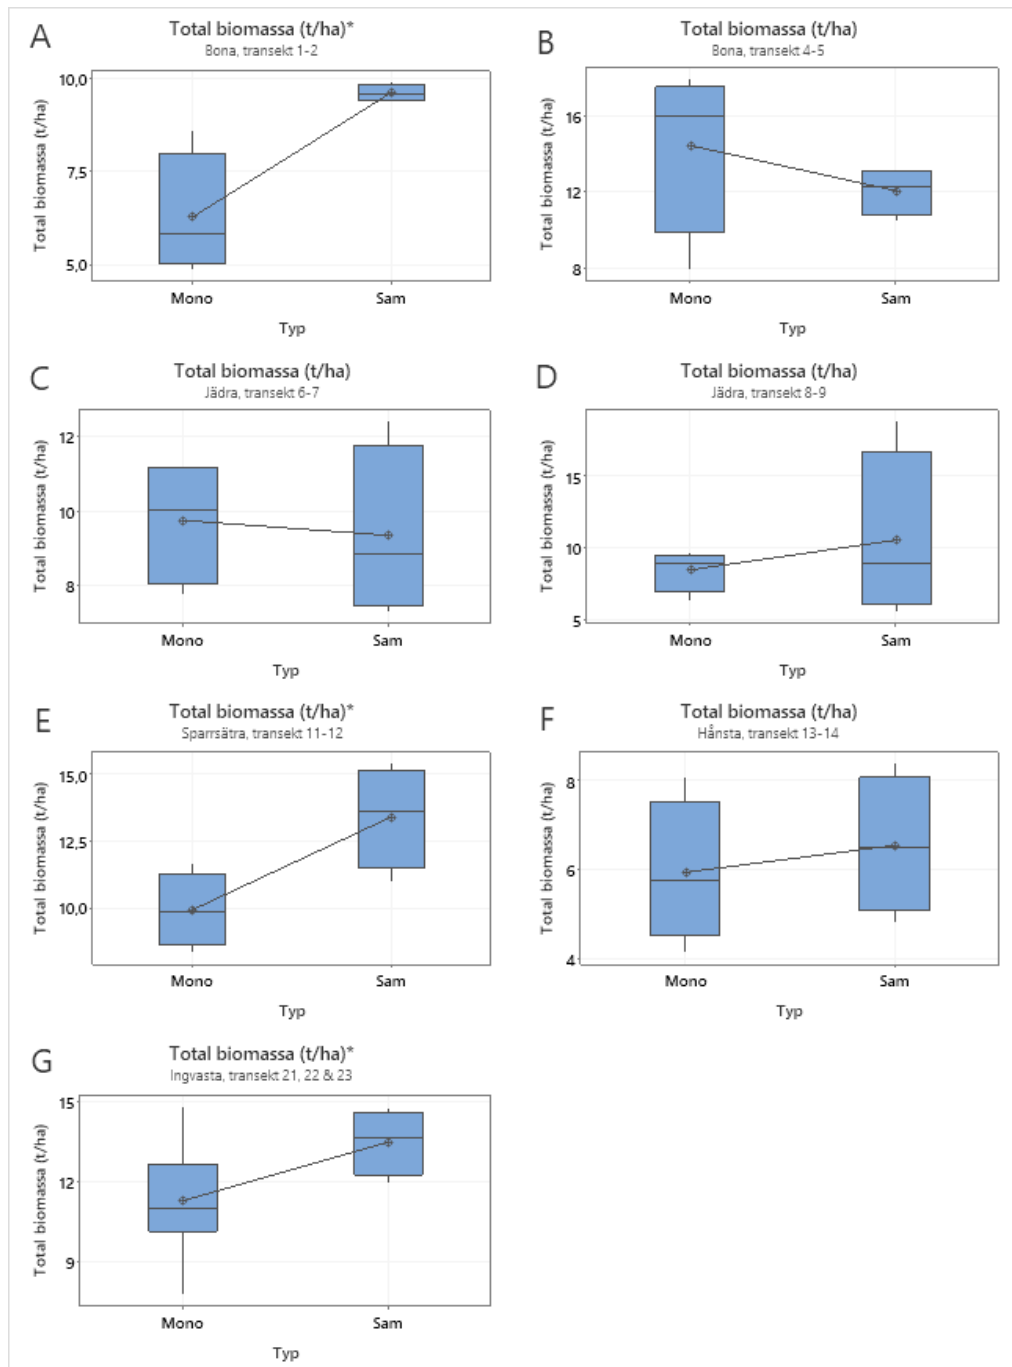 A
Total biomassa (t/ha)*
Bona, transekt 1-2
Total biomassa (t/ha)
10,0
7,5
5,0
Mono Sam
Typ
B
Total biomassa (t/ha)
Bona, transekt 4-5
Total biomassa (t/ha)
16
12
8
Mono Sam
Typ
C
Total biomassa (t/ha)
Jädra, transekt 6-7
Total biomassa (t/ha)
12
10
8
Mono Sam
Typ
D
Total biomassa (t/ha)
Jädra, transekt 8-9
Total biomassa (t/ha)
15
10
5
Mono Sam
Typ
E
Total biomassa (t/ha)*
Sparrsätra, transekt 11-12
Total biomassa (t/ha)
15,0
12,5
10,0
Mono Sam
Typ
F
Total biomassa (t/ha)
Hånsta, transekt 13-14
Total biomassa (t/ha)
8
6
4
Mono Sam
Typ
G
Total biomassa (t/ha)*
Ingvasta, transekt 21, 22 & 23
Total biomassa (t/ha)
15
12
9
Mono Sam
Typ